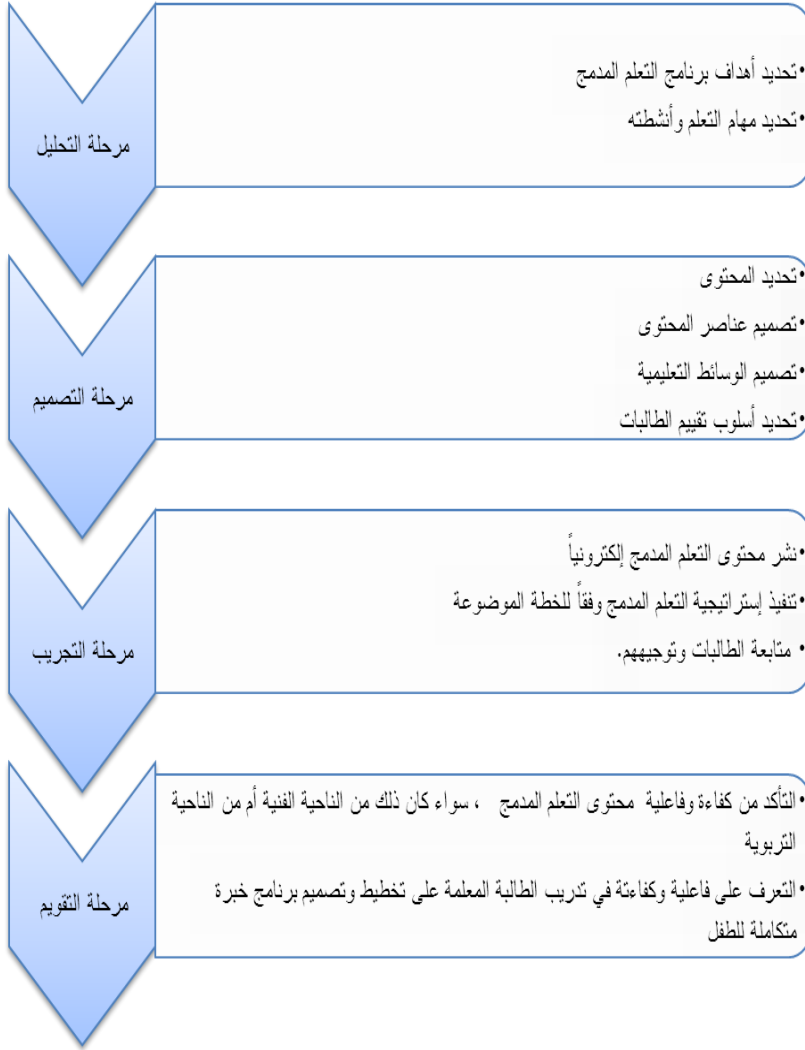 مرحلة التحليل
•تحديد أهداف برنامج التعلم المدمج
•تحديد مهام التعلم وأنشطته
مرحلة التصميم
•تحديد المحتوى
•تصميم عناصر المحتوى
•تصميم الوسائط التعليمية
•تحديد أسلوب تقييم الطالبات
مرحلة التجريب
•نشر محتوى التعلم المدمج إلكترونياً
•تنفيذ إستراتيجية التعلم المدمج وفقاً للخطة الموضوعة
• متابعة الطالبات وتوجيههم.
مرحلة التقويم
•التأكد من كفاءة وفاعلية محتوى التعلم المدمج ، سواء كان ذلك من الناحية الفنية أم من الناحية
التربوية
•التعرف على فاعلية وكفاءتة في تدريب الطالبة المعلمة على تخطيط وتصميم برنامج خبرة
متكاملة للطفل